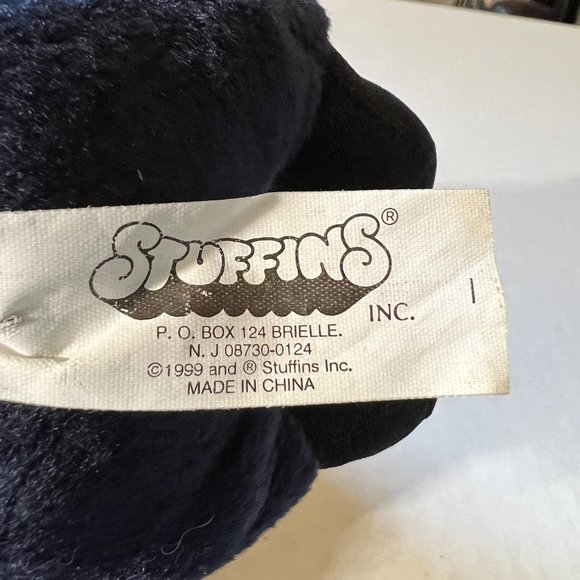 STUFFINS®
INC.
P. O. BOX 124 BRIELLE.
N. J 08730-0124
©1999 and ® Stuffins Inc.
MADE IN CHINA